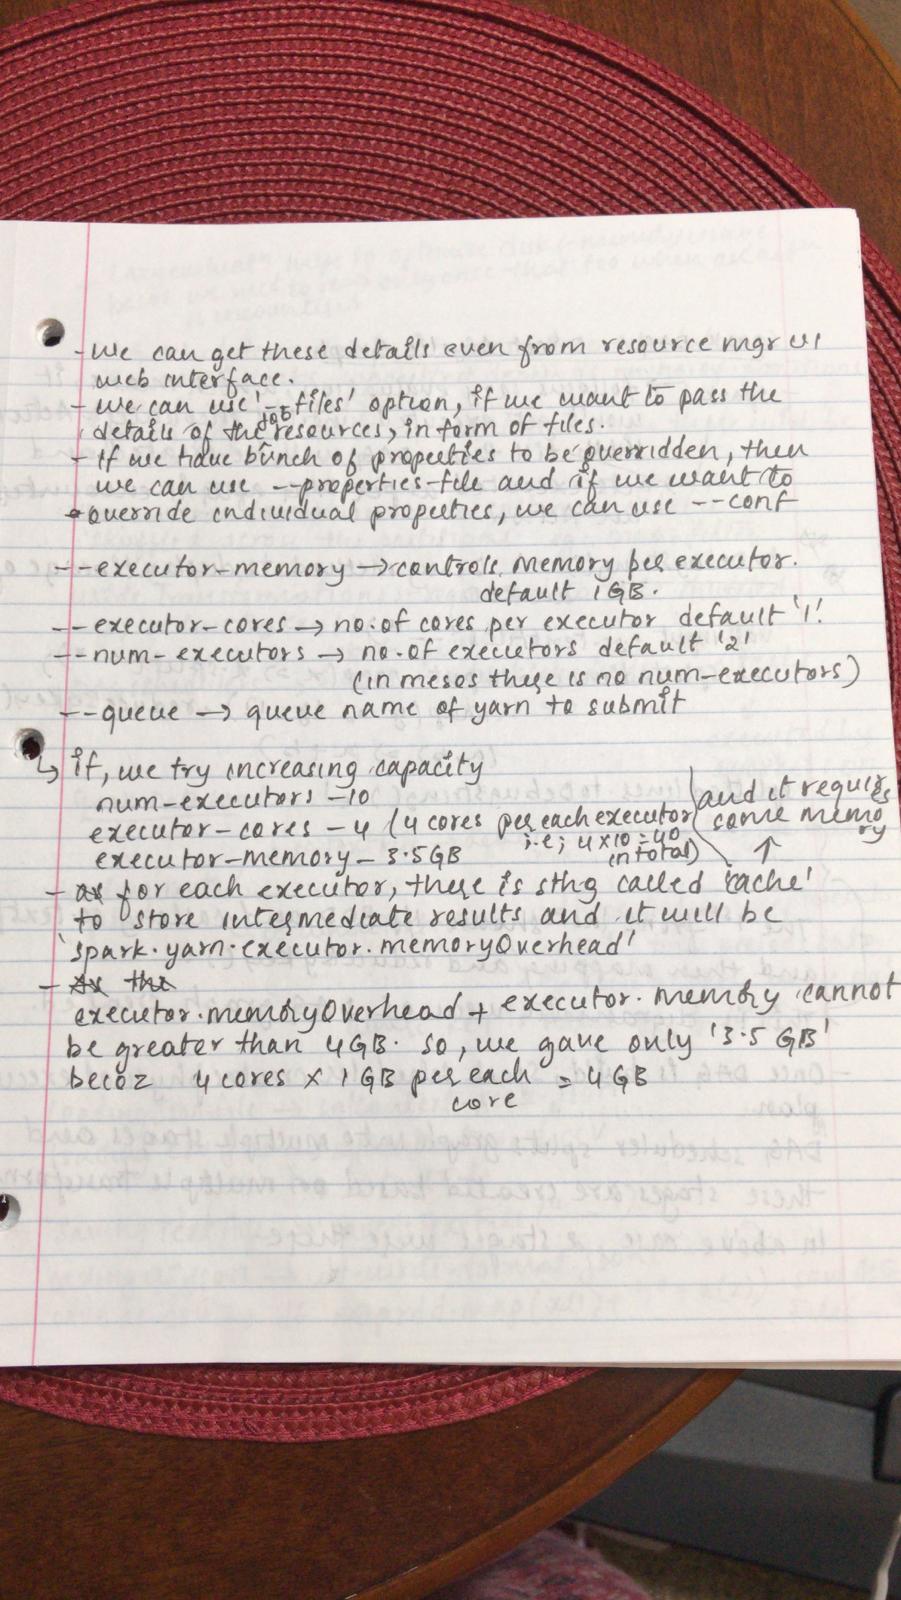 - We can get these details even from resource mgr UI
web interface.
- we can use '--files' option, if we want to pass the
details of the job resources, in form of files.
- If we have bunch of properties to be overridden, then
we can use --properties-file and if we want to
override individual properties, we can use --conf
--executor-memory → controls memory per executor.
default 1GB.
--executor-cores → no. of cores per executor default '1'.
--num-executors → no. of executors default '2'
(in mesos there is no num-executors)
--queue → queue name of yarn to submit
↳ if, we try increasing capacity
num-executors -10
executor-cores - 4 (4 cores per each executor
i.e; 4x10=40
in total)
executor-memory - 3.5GB
and it requires
some memory
↑
- for each executor, there is sthg called 'cache'
to store intermediate results and it will be
'spark.yarn.executor.memoryOverhead'
- As the
executor.memoryOverhead + executor.memory cannot
be greater than 4GB. so, we gave only '3.5 GB'
becoz 4 cores x 1 GB per each = 4GB
core